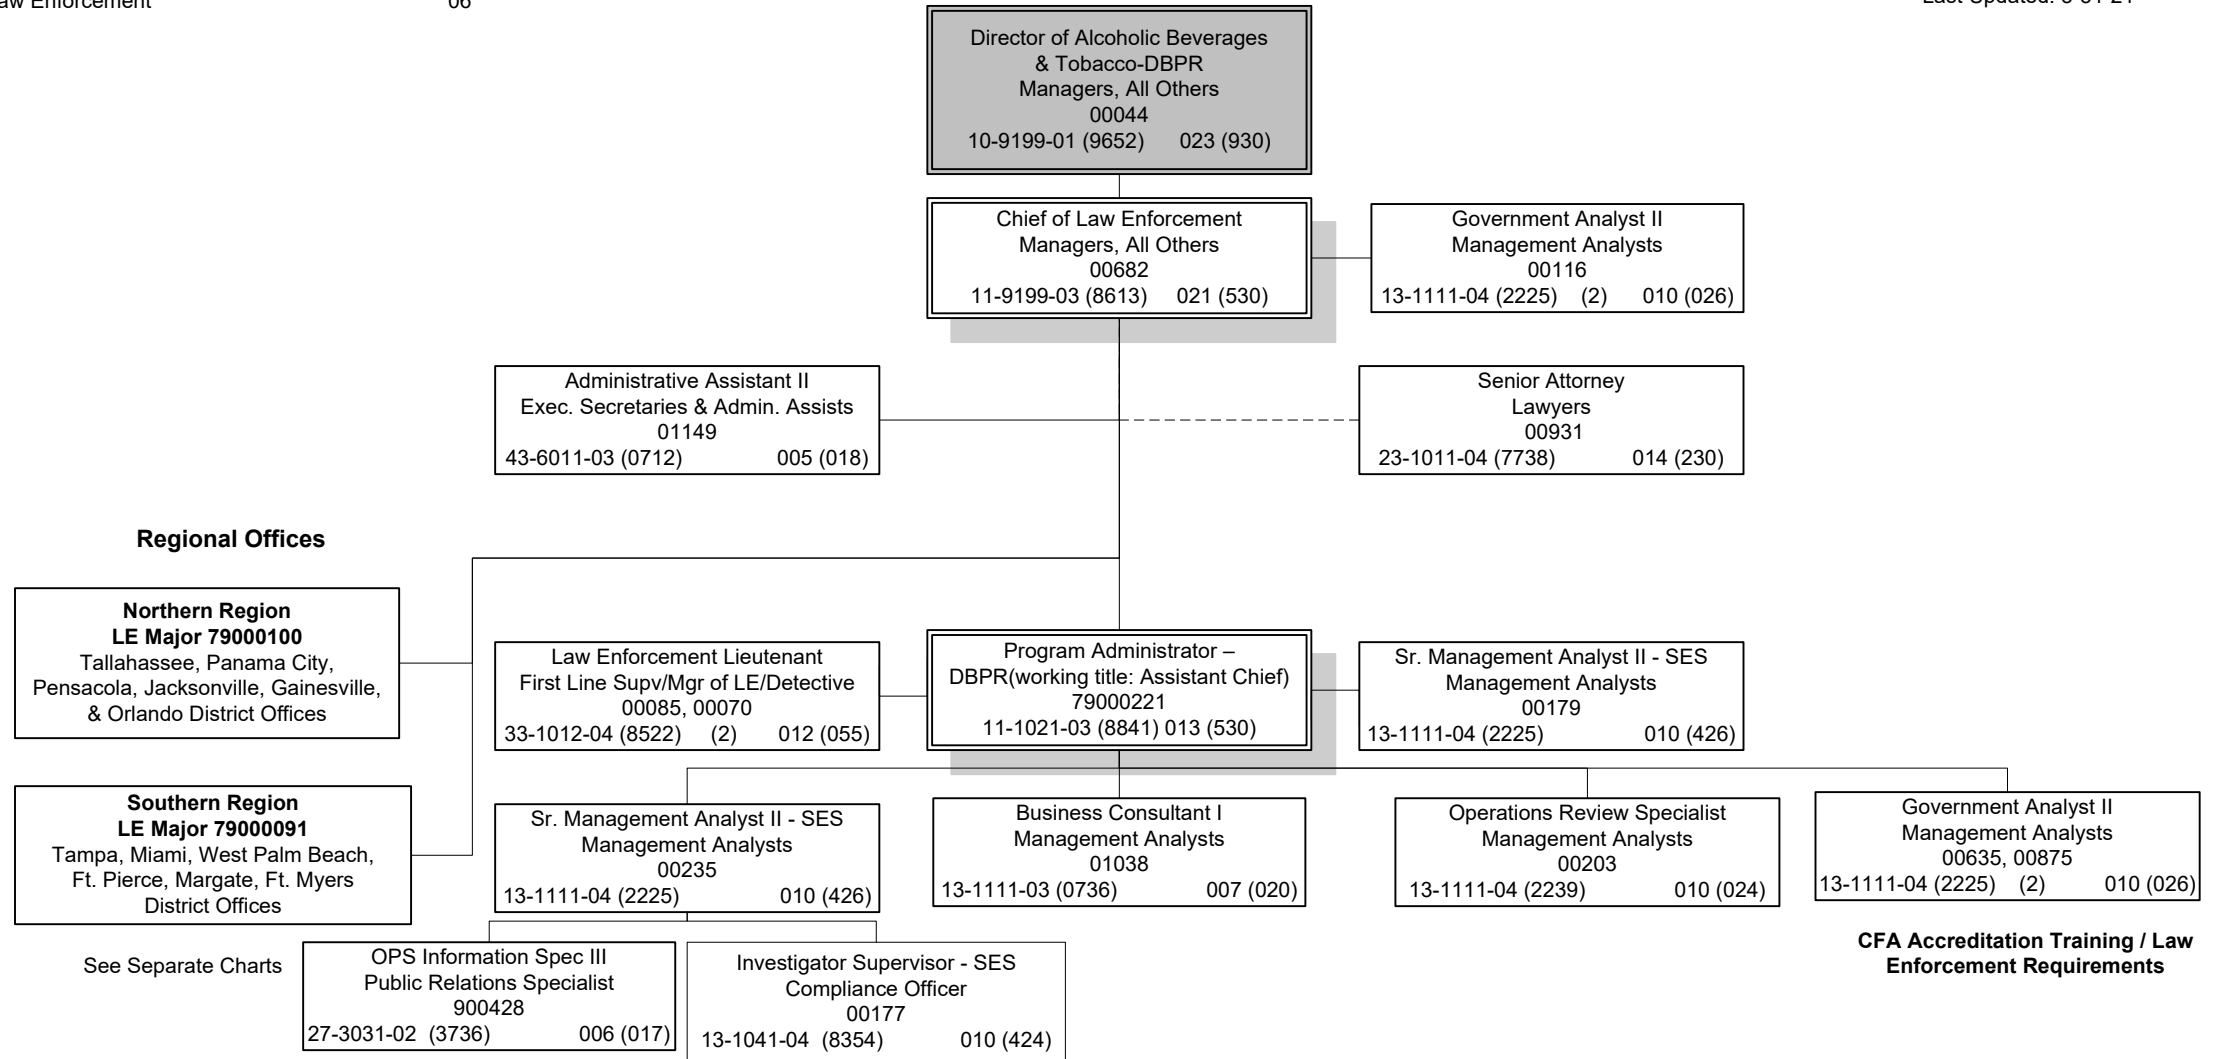 Law Enforcement 06
Director of Alcoholic Beverages
& Tobacco-DBPR
Managers, All Others
00044
10-9199-01 (9652) 023 (930)
Chief of Law Enforcement
Managers, All Others
00682
11-9199-03 (8613) 021 (530)
Government Analyst II
Management Analysts
00116
13-1111-04 (2225) (2) 010 (026)
Administrative Assistant II
Exec. Secretaries & Admin. Assists
01149
43-6011-03 (0712) 005 (018)
Senior Attorney
Lawyers
00931
23-1011-04 (7738) 014 (230)
Regional Offices
Northern Region
LE Major 79000100
Tallahassee, Panama City,
Pensacola, Jacksonville, Gainesville,
& Orlando District Offices
Law Enforcement Lieutenant
First Line Supv/Mgr of LE/Detective
00085, 00070
33-1012-04 (8522) (2) 012 (055)
Program Administrator –
DBPR(working title: Assistant Chief)
79000221
11-1021-03 (8841) 013 (530)
Sr. Management Analyst II - SES
Management Analysts
00179
13-1111-04 (2225) 010 (426)
Southern Region
LE Major 79000091
Tampa, Miami, West Palm Beach,
Ft. Pierce, Margate, Ft. Myers
District Offices
Sr. Management Analyst II - SES
Management Analysts
00235
13-1111-04 (2225) 010 (426)
Business Consultant I
Management Analysts
01038
13-1111-03 (0736) 007 (020)
Operations Review Specialist
Management Analysts
00203
13-1111-04 (2239) 010 (024)
Government Analyst II
Management Analysts
00635, 00875
13-1111-04 (2225) (2) 010 (026)
See Separate Charts
OPS Information Spec III
Public Relations Specialist
900428
27-3031-02 (3736) 006 (017)
Investigator Supervisor - SES
Compliance Officer
00177
13-1041-04 (8354) 010 (424)
CFA Accreditation Training / Law
Enforcement Requirements